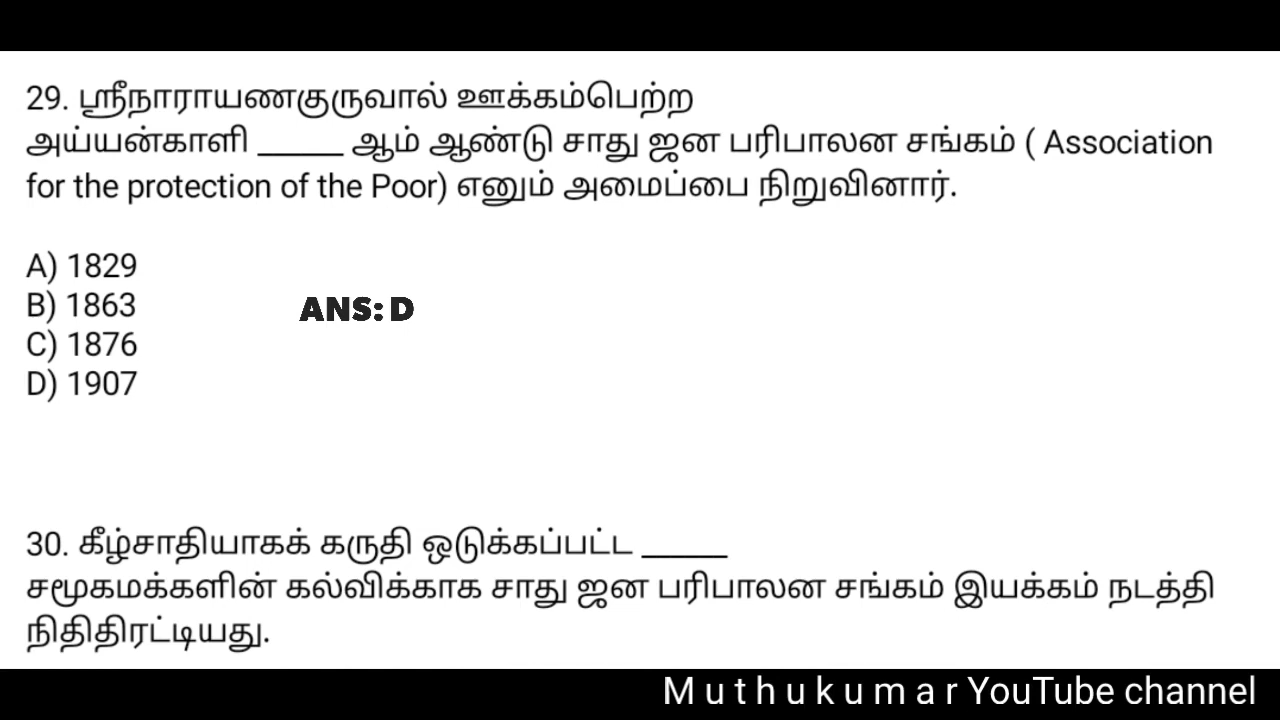 29. ஸ்ரீநாராயணகுருவால் ஊக்கம்பெற்ற
அய்யன்காளி _____ ஆம் ஆண்டு சாது ஜன பரிபாலன சங்கம் ( Association
for the protection of the Poor) எனும் அமைப்பை நிறுவினார்.
A) 1829
B) 1863
ANS: D
C) 1876
D) 1907
30. கீழ்சாதியாகக் கருதி ஒடுக்கப்பட்ட _____
சமூகமக்களின் கல்விக்காக சாது ஜன பரிபாலன சங்கம் இயக்கம் நடத்தி
நிதிதிரட்டியது.
Muthukumar YouTube channel